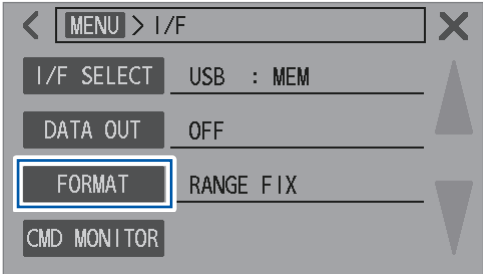 MENU > I/F
I/F SELECT USB : MEM
DATA OUT OFF
FORMAT RANGE FIX
CMD MONITOR